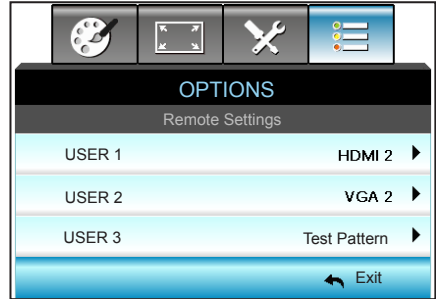 OPTIONS
Remote Settings
USER 1 HDMI 2
USER 2 VGA 2
USER 3 Test Pattern
Exit